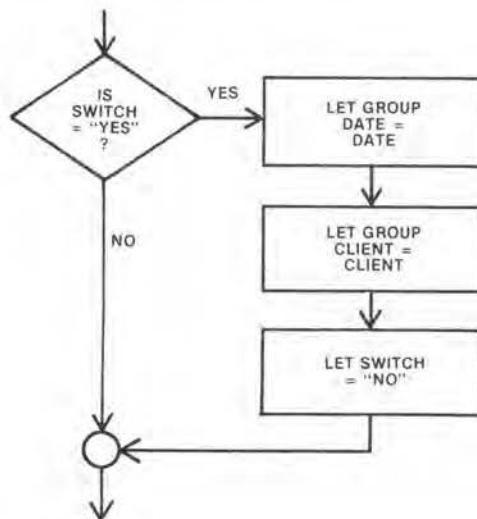 IS
SWITCH
= "YES"
?
YES
LET GROUP
DATE =
DATE
NO
LET GROUP
CLIENT =
CLIENT
LET SWITCH
= "NO"